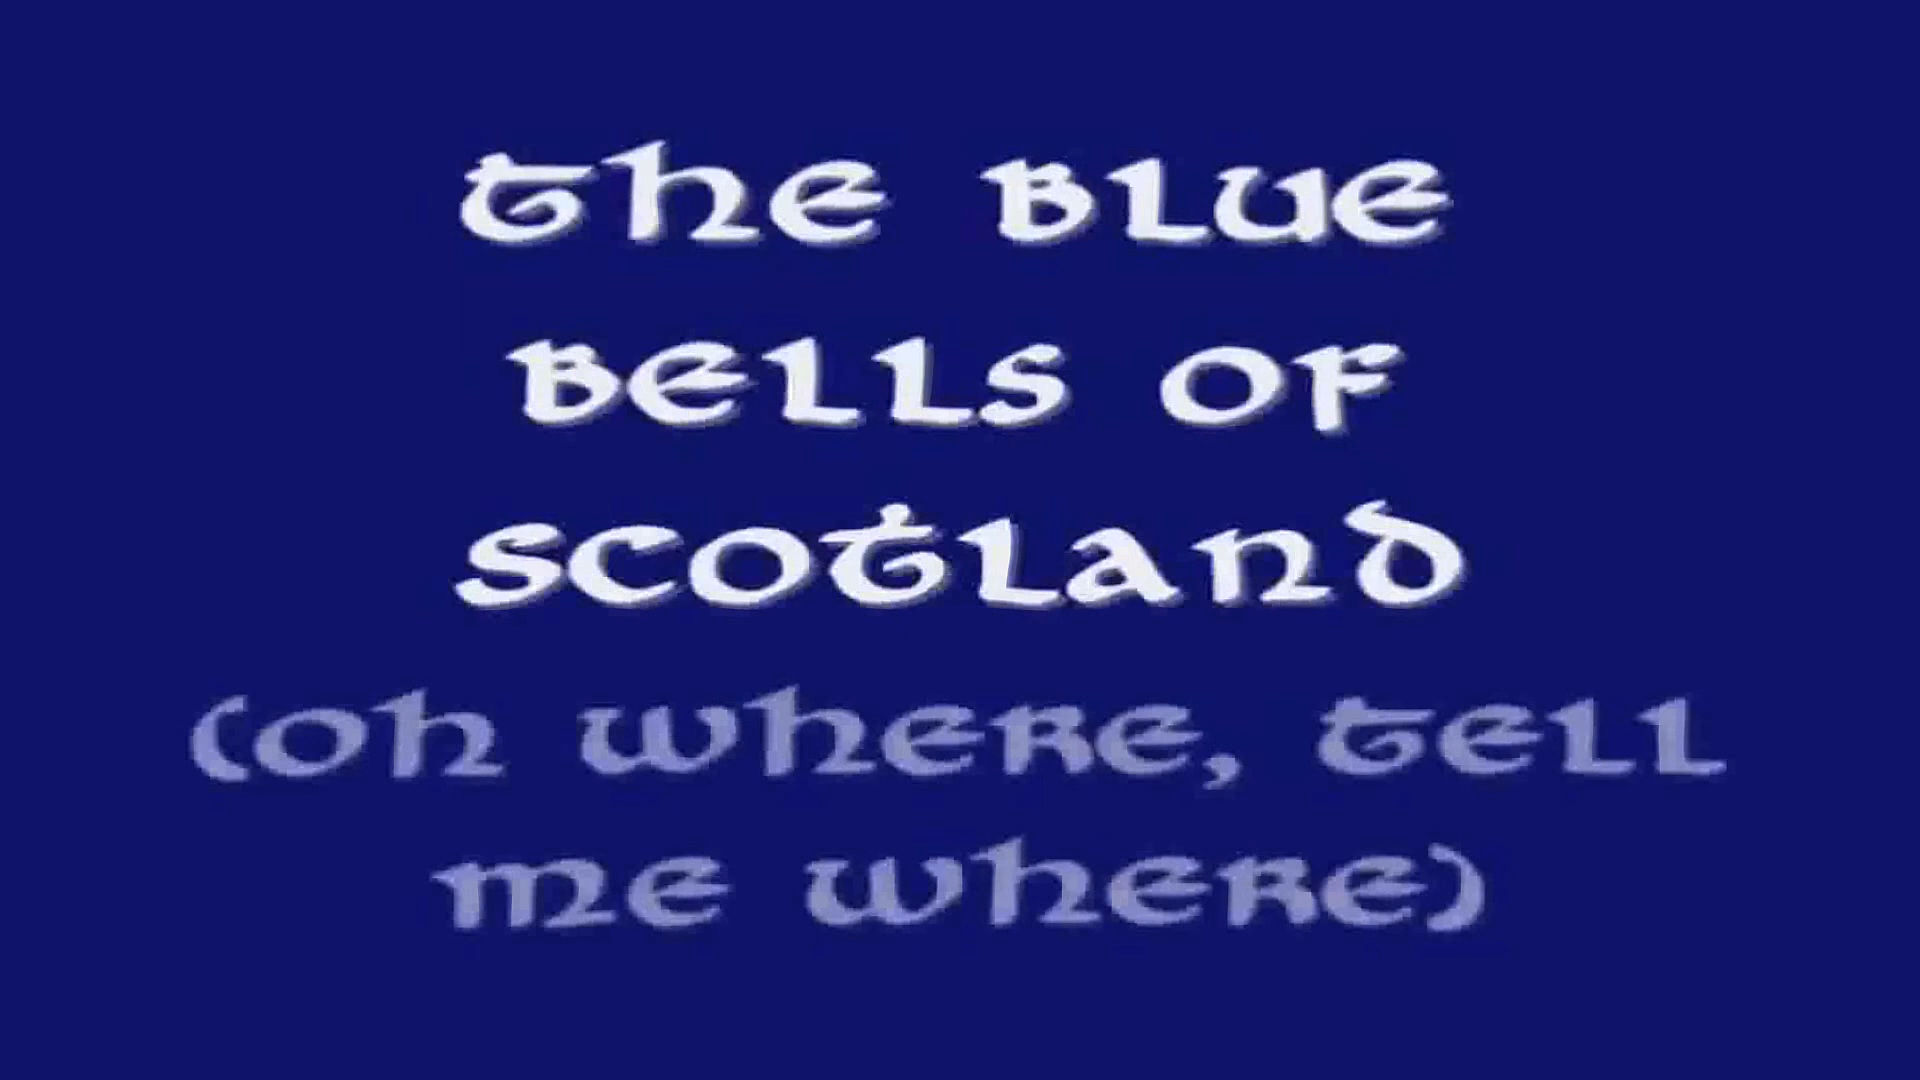 The Blue
Bells of
Scotland
(oh where, tell
me where)